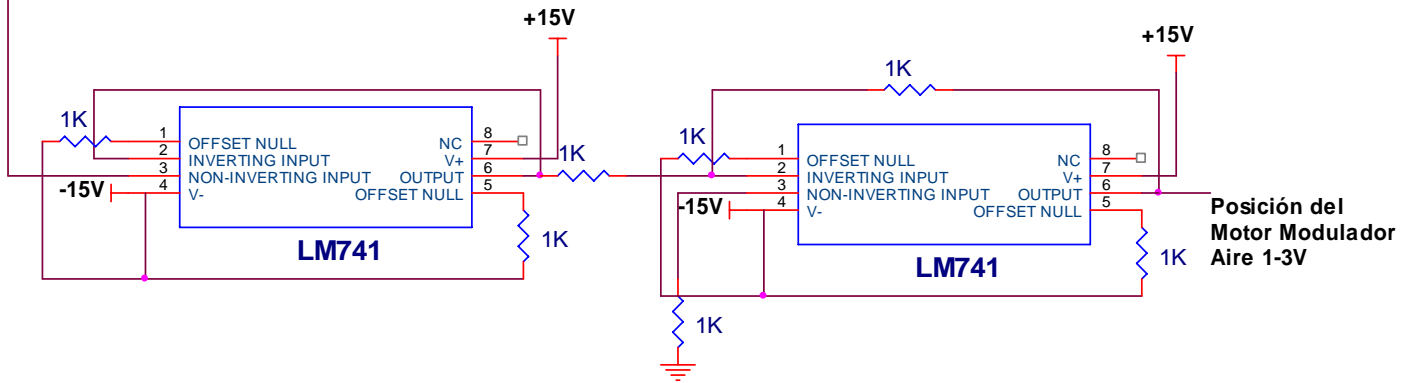 +15V
1K
1
OFFSET NULL
2
INVERTING INPUT
3
NON-INVERTING INPUT
4
V-
NC
8
V+
7
OUTPUT
6
OFFSET NULL
5
-15V
1K
1K
LM741
+15V
1K
1K
1
OFFSET NULL
2
INVERTING INPUT
3
NON-INVERTING INPUT
4
V-
NC
8
V+
7
OUTPUT
6
OFFSET NULL
5
-15V
1K
1K
LM741
Posición del
Motor Modulador
Aire 1-3V